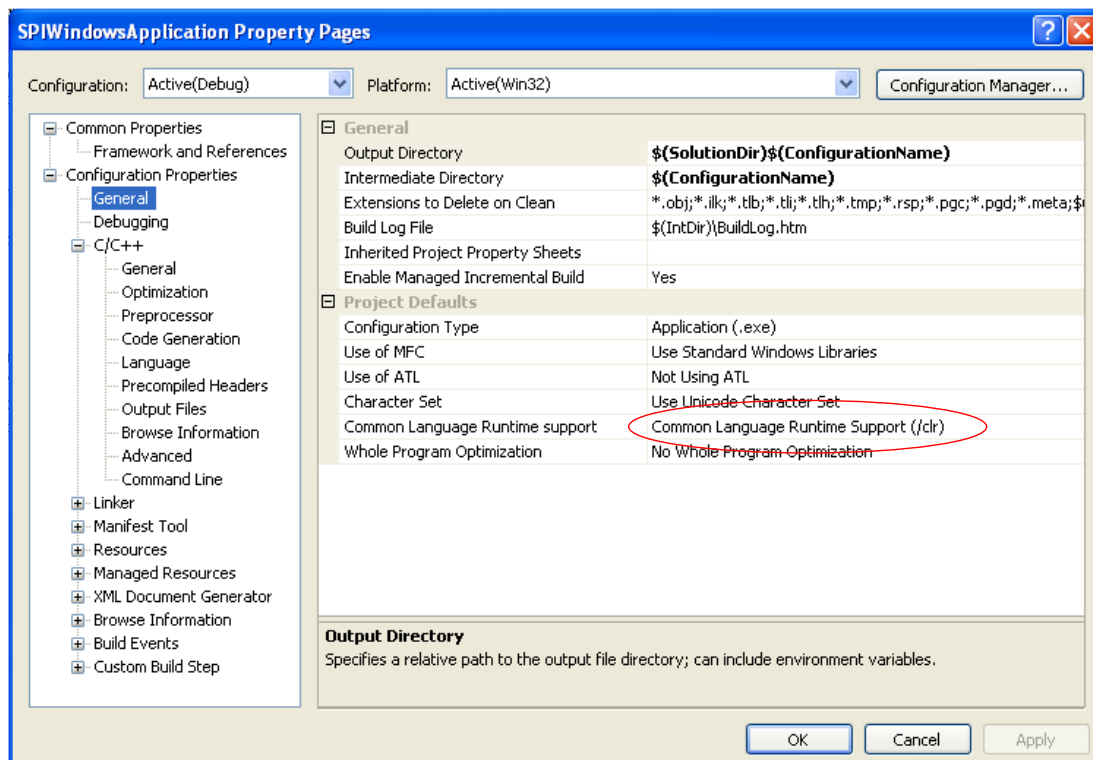 SPIWindowsApplication Property Pages
Configuration: Active(Debug) Platform: Active(Win32) Configuration Manager...
Common Properties
Framework and References
Configuration Properties
General
Debugging
C/C++
General
Optimization
Preprocessor
Code Generation
Language
Precompiled Headers
Output Files
Browse Information
Advanced
Command Line
Linker
Manifest Tool
Resources
Managed Resources
XML Document Generator
Browse Information
Build Events
Custom Build Step
General
Output Directory $(SolutionDir)$(ConfigurationName)
Intermediate Directory $(ConfigurationName)
Extensions to Delete on Clean *.obj;*.ilk;*.tlb;*.tli;*.tlh;*.tmp;*.rsp;*.pgc;*.pgd;*.meta;$(
Build Log File $(IntDir)\BuildLog.htm
Inherited Project Property Sheets
Enable Managed Incremental Build Yes
Project Defaults
Configuration Type Application (.exe)
Use of MFC Use Standard Windows Libraries
Use of ATL Not Using ATL
Character Set Use Unicode Character Set
Common Language Runtime support Common Language Runtime Support (/clr)
Whole Program Optimization No Whole Program Optimization
Output Directory
Specifies a relative path to the output file directory; can include environment variables.
OK Cancel Apply